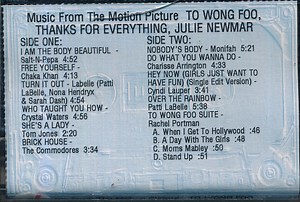 Music From The Motion Picture TO WONG FOO,
THANKS FOR EVERYTHING, JULIE NEWMAR
SIDE ONE:
I AM THE BODY BEAUTIFUL -
Salt-N-Pepa 4:52
FREE YOURSELF -
Chaka Khan 4:13
TURN IT OUT - Labelle (Patti
LaBelle, Nona Hendryx
& Sarah Dash) 4:54
WHO TAUGHT YOU HOW -
Crystal Waters 4:56
SHE'S A LADY -
Tom Jones 2:20
BRICK HOUSE -
The Commodores 3:34
SIDE TWO:
NOBODY'S BODY - Monifah 5:21
DO WHAT YOU WANNA DO -
Charisse Arrington 4:33
HEY NOW (GIRLS JUST WANT TO
HAVE FUN) (Single Edit Version) -
Cyndi Lauper 3:41
OVER THE RAINBOW -
Patti LaBelle
TO WONG FOO SUITE -
Rachel Portman
A. When I Get To Hollywood :46
B. A Day With The Girls :48
C. Moms Mabley :50
D. Stand Up :51